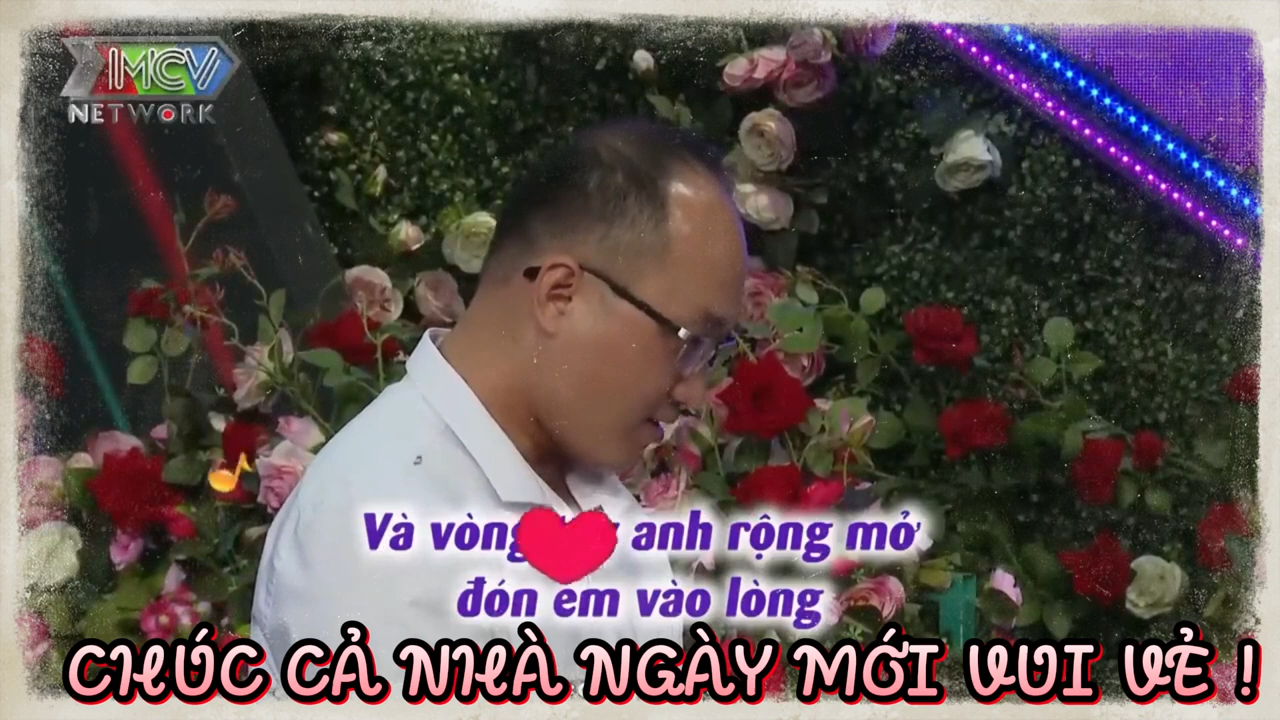 MCV
NETWORK
Và vòng anh rộng mở
đón em vào lòng
CHÚC CẢ NHÀ NGÀY MỚI VUI VẺ !